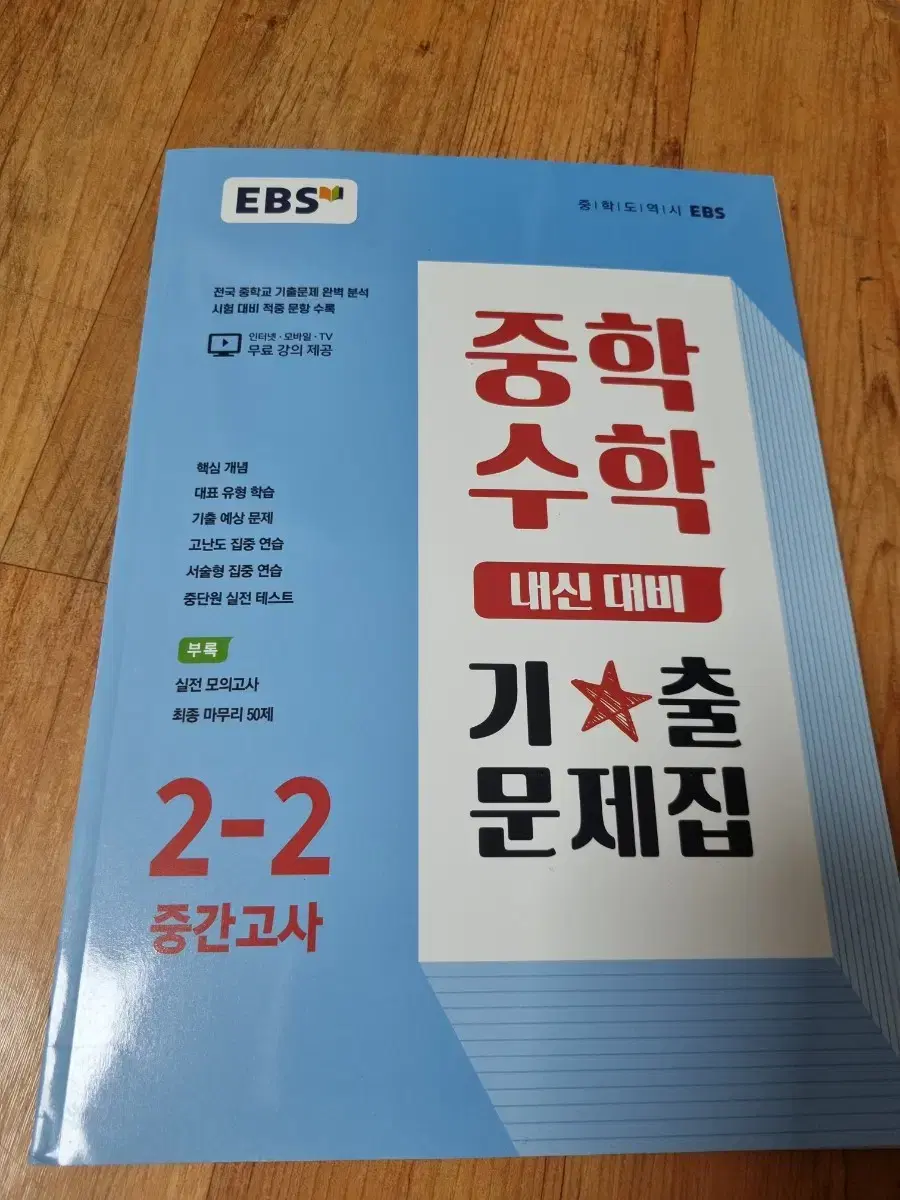 EBS
중|학|도|역|시 EBS
전국 중학교 기출문제 완벽 분석
시험 대비 적중 문항 수록
인터넷·모바일·TV
무료 강의 제공
중학
수학
내신 대비
기출
문제집
핵심 개념
대표 유형 학습
기출 예상 문제
고난도 집중 연습
서술형 집중 연습
중단원 실전 테스트
부록
실전 모의고사
최종 마무리 50제
2-2
중간고사